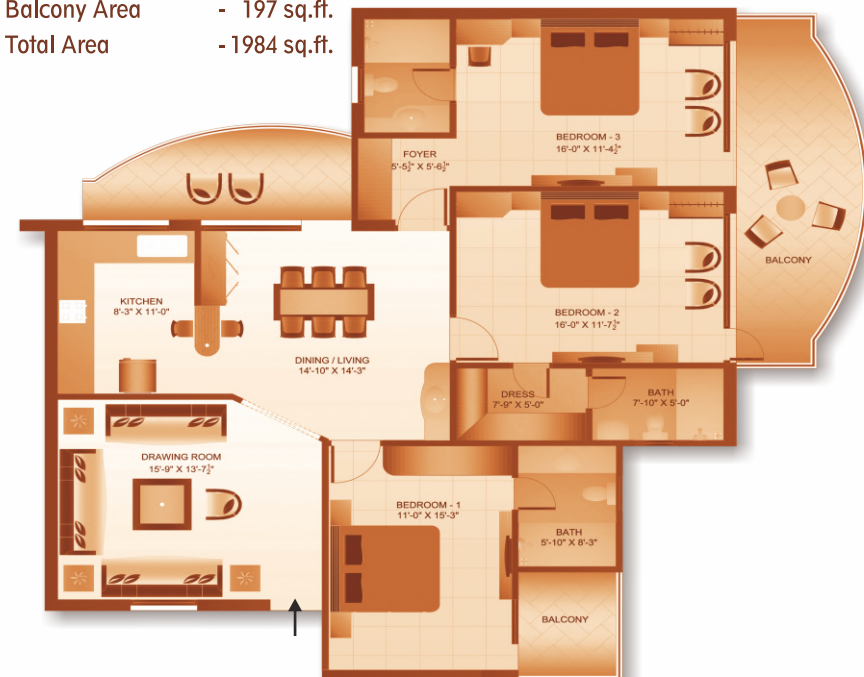 Balcony Area - 197 sq.ft.
Total Area - 1984 sq.ft.
BEDROOM - 3
16'-0" X 11'-4½"
FOYER
5'-5½" X 5'-6½"
BALCONY
KITCHEN
8'-3" X 11'-0"
BEDROOM - 2
16'-0" X 11'-7½"
DINING / LIVING
14'-10" X 14'-3"
DRESS
7'-9" X 5'-0"
BATH
7'-10" X 5'-0"
DRAWING ROOM
15'-9" X 13'-7½"
BEDROOM - 1
11'-0" X 15'-3"
BATH
5'-10" X 8'-3"
BALCONY